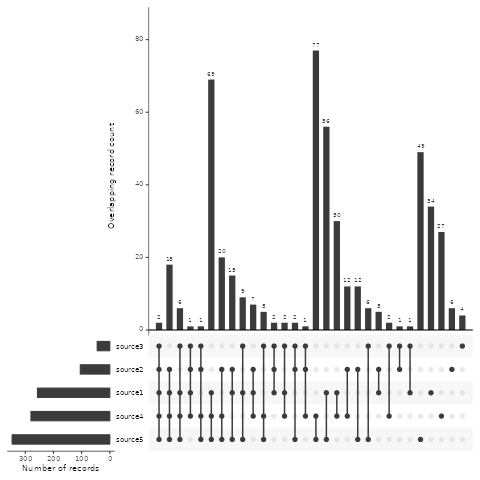 80
60
40
20
0
Overlapping record count
2 18 6 1 1 69 20 15 9 7 5 2 2 2 1 77 56 30 12 12 6 5 2 1 1 49 34 27 6 4
source3
source2
source1
source4
source5
300 200 100 0
Number of records